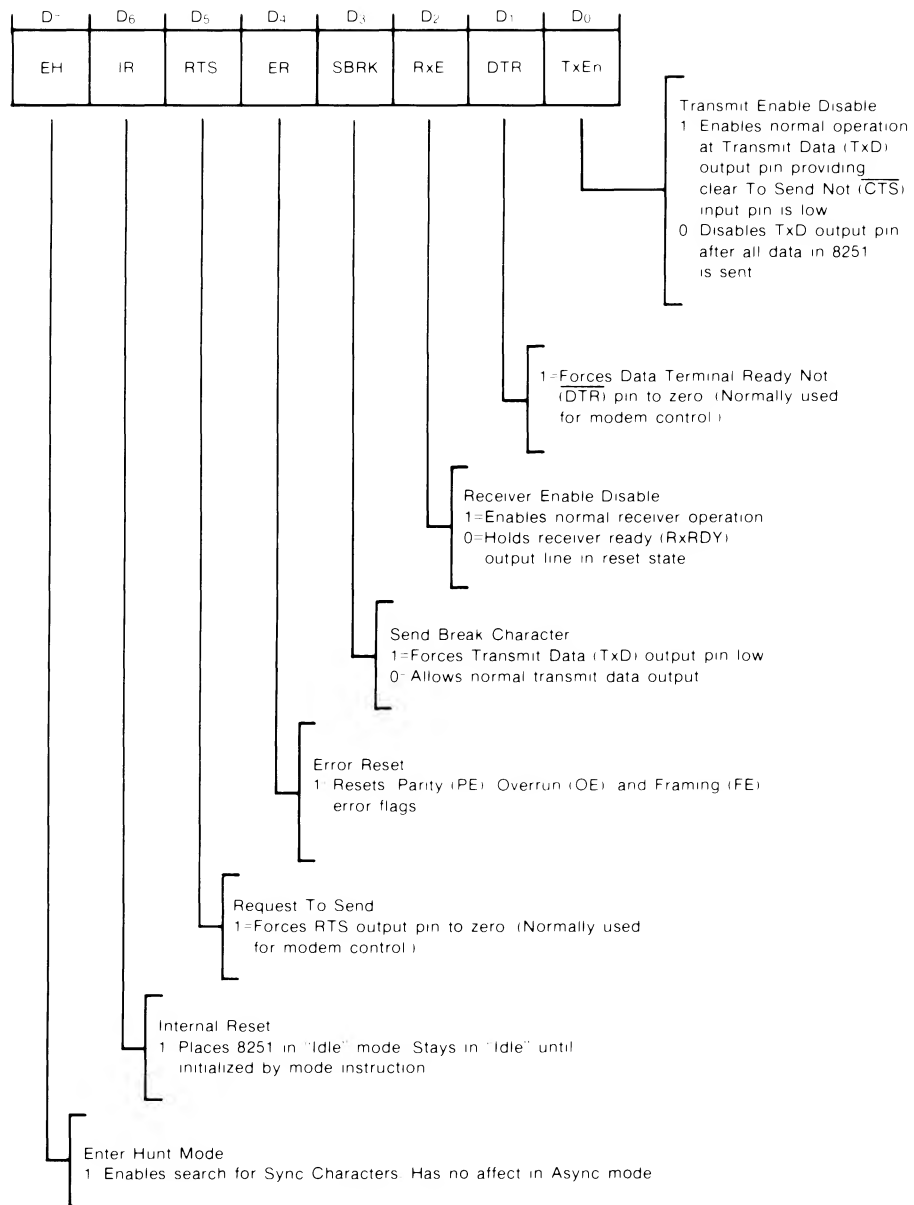 D7 D6 D5 D4 D3 D2 D1 D0
EH IR RTS ER SBRK RxE DTR TxEn
Transmit Enable Disable
1 Enables normal operation
at Transmit Data (TxD)
output pin providing
clear To Send Not (CTS)
input pin is low
0 Disables TxD output pin
after all data in 8251
is sent
1=Forces Data Terminal Ready Not
(DTR) pin to zero (Normally used
for modem control)
Receiver Enable Disable
1=Enables normal receiver operation
0=Holds receiver ready (RxRDY)
output line in reset state
Send Break Character
1=Forces Transmit Data (TxD) output pin low
0=Allows normal transmit data output
Error Reset
1=Resets Parity (PE) Overrun (OE) and Framing (FE)
error flags
Request To Send
1=Forces RTS output pin to zero (Normally used
for modem control)
Internal Reset
1 Places 8251 in "Idle" mode Stays in "Idle" until
initialized by mode instruction
Enter Hunt Mode
1 Enables search for Sync Characters. Has no affect in Async mode